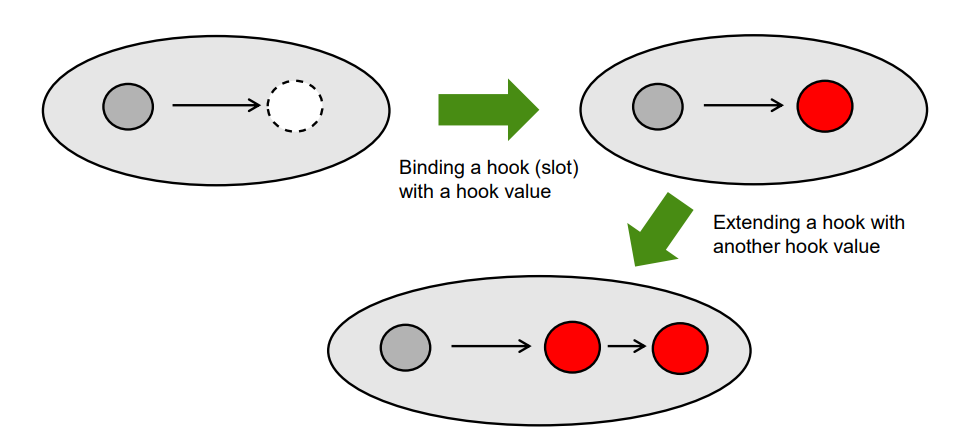 Binding a hook (slot)
with a hook value
Extending a hook with
another hook value